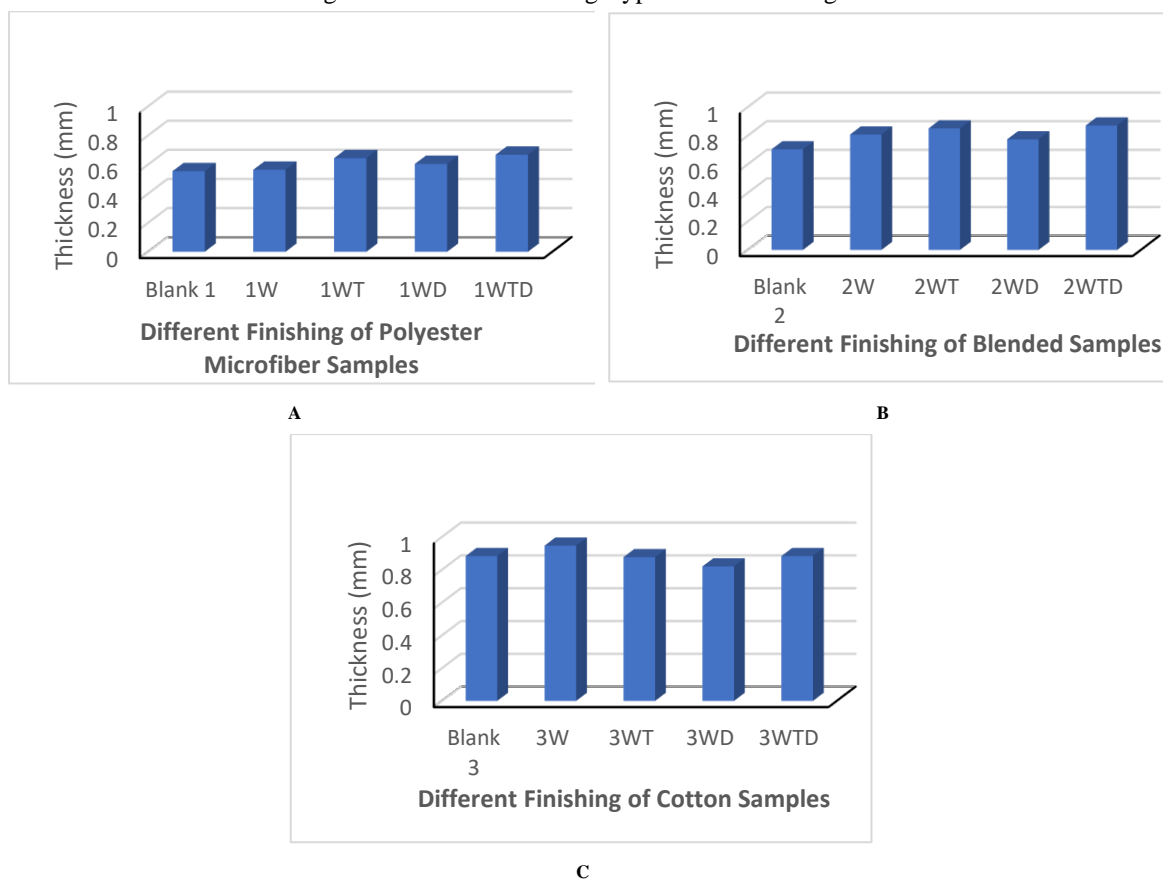 Thickness (mm)
1
0.8
0.6
0.4
0.2
0
Blank 1 1W 1WT 1WD 1WTD
Different Finishing of Polyester
Microfiber Samples
A
Thickness (mm)
1
0.8
0.6
0.4
0.2
0
Blank
2
2W 2WT 2WD 2WTD
Different Finishing of Blended Samples
B
Thickness (mm)
1
0.8
0.6
0.4
0.2
0
Blank
3
3W 3WT 3WD 3WTD
Different Finishing of Cotton Samples
C